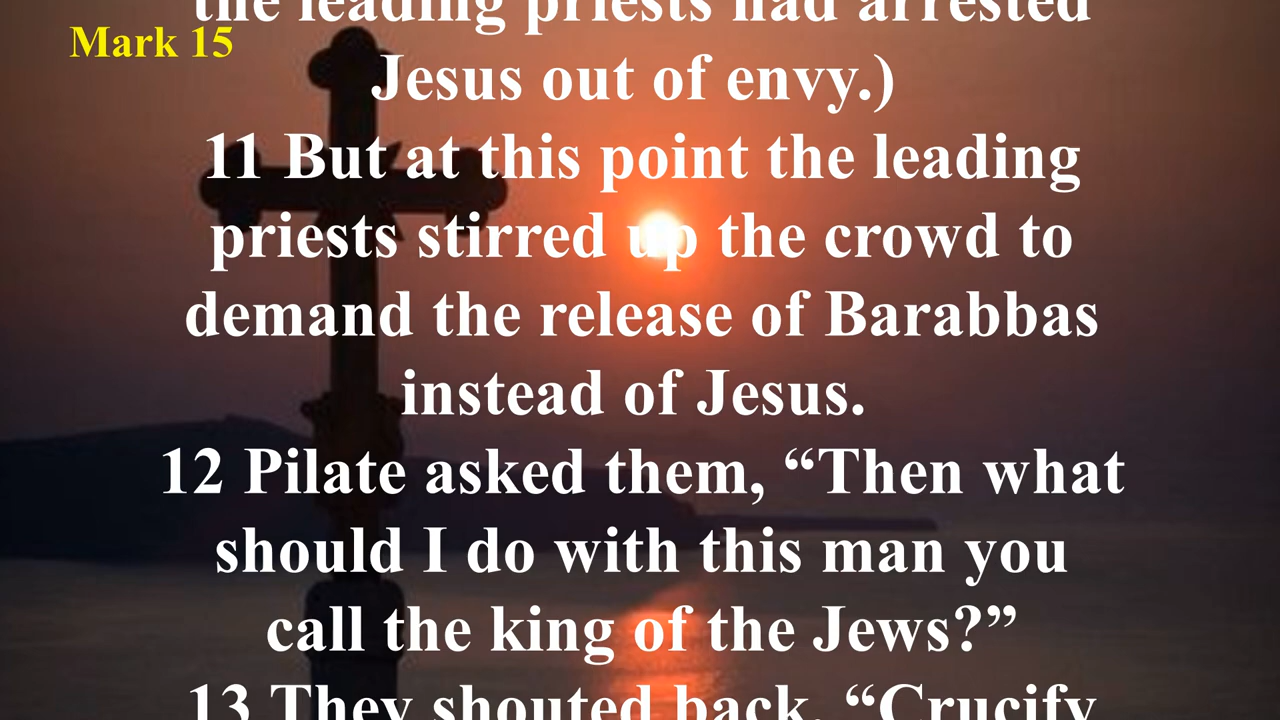 the leading priests had arrested
Mark 15
Jesus out of envy.)
11 But at this point the leading
priests stirred up the crowd to
demand the release of Barabbas
instead of Jesus.
12 Pilate asked them, “Then what
should I do with this man you
call the king of the Jews?”
13 They shouted back, “Crucify